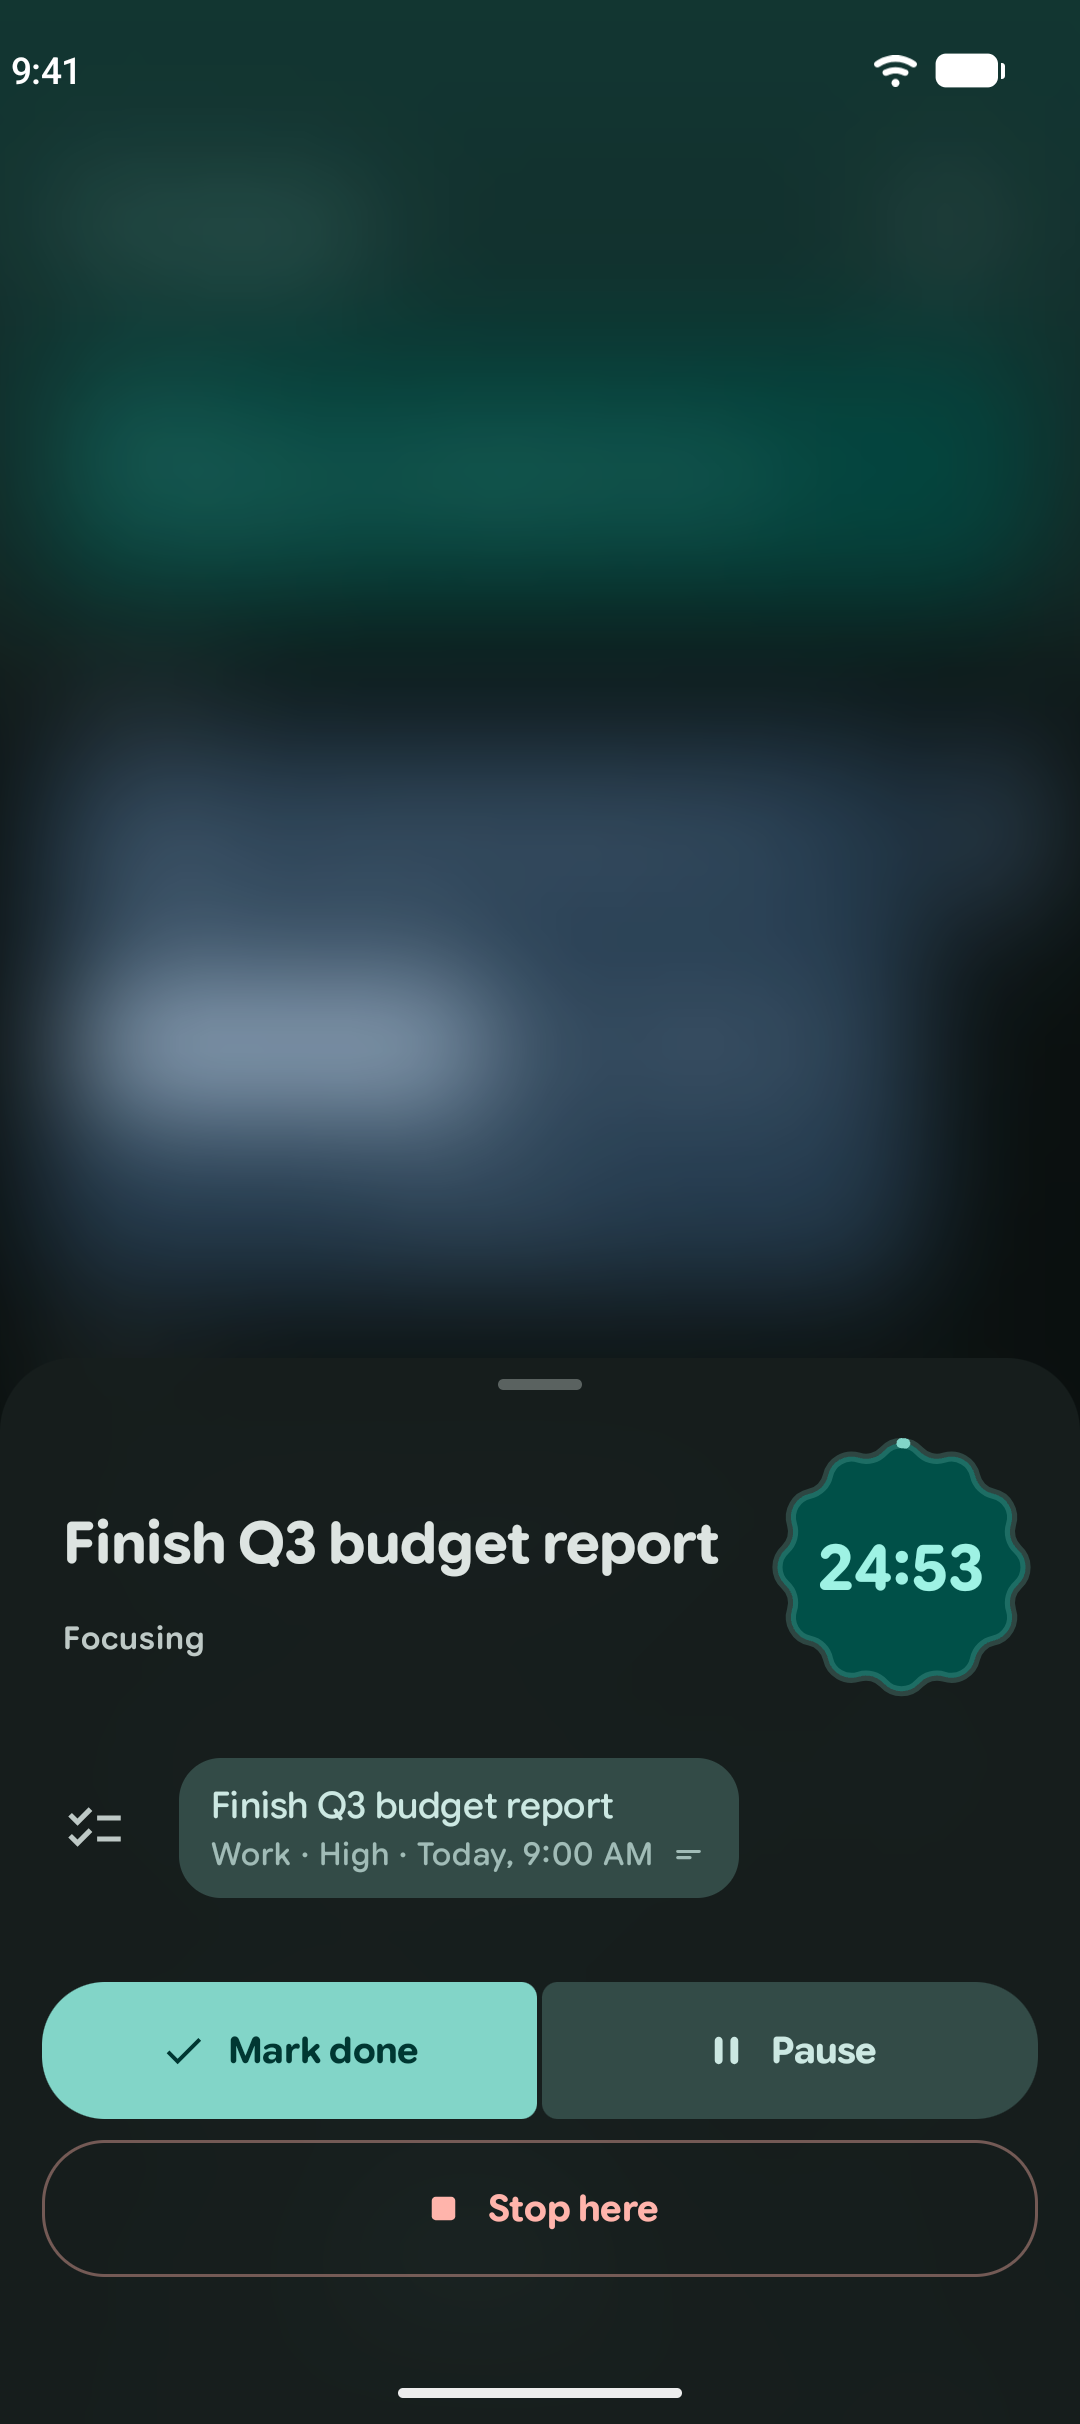 9:41
Finish Q3 budget report
24:53
Focusing
Finish Q3 budget report
Work · High · Today, 9:00 AM
Mark done
Pause
Stop here